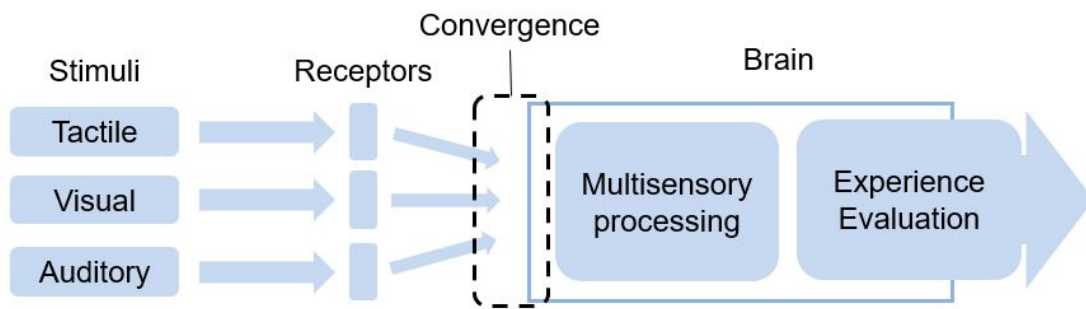 Convergence
Stimuli
Receptors
Brain
Tactile
Visual
Auditory
Multisensory
processing
Experience
Evaluation